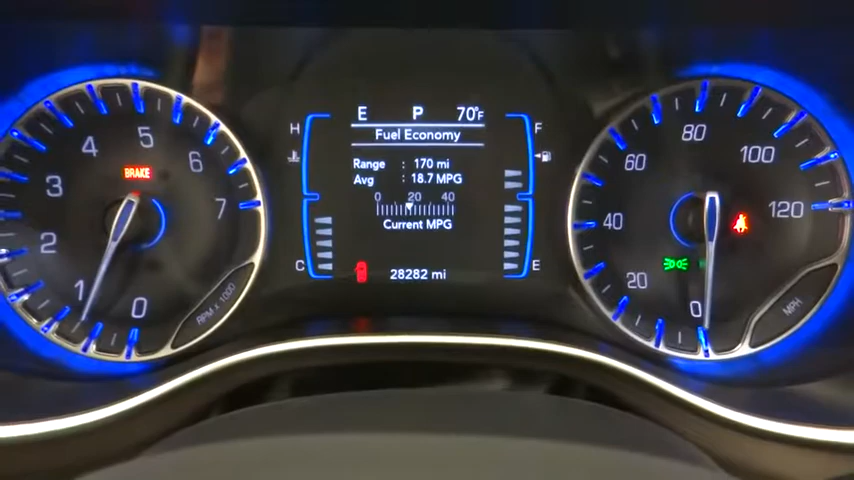 E P 70°F
Fuel Economy
Range : 170 mi
Avg : 18.7 MPG
0 20 40
Current MPG
28282 mi
H
C
F
E
BRAKE
0
1
2
3
4
5
6
7
RPM x 1000
0
20
40
60
80
100
120
MPH